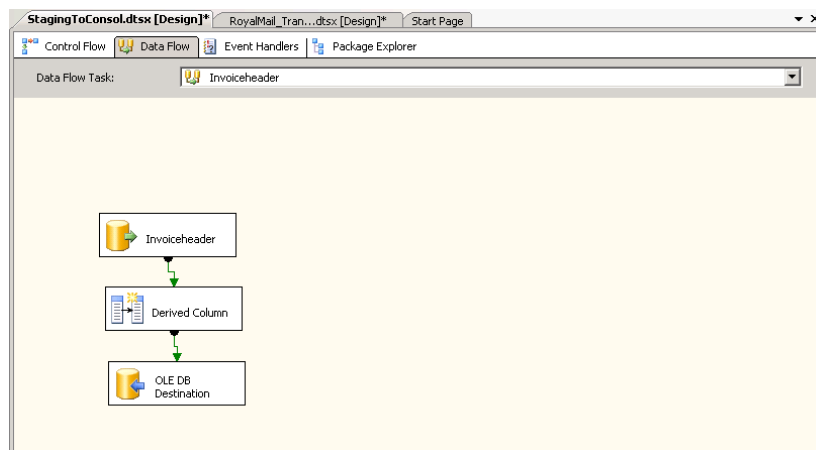 StagingToConsol.dtsx [Design]* RoyalMail_Tran...dtsx [Design]* Start Page
Control Flow Data Flow Event Handlers Package Explorer
Data Flow Task: Invoiceheader
Invoiceheader
Derived Column
OLE DB
Destination